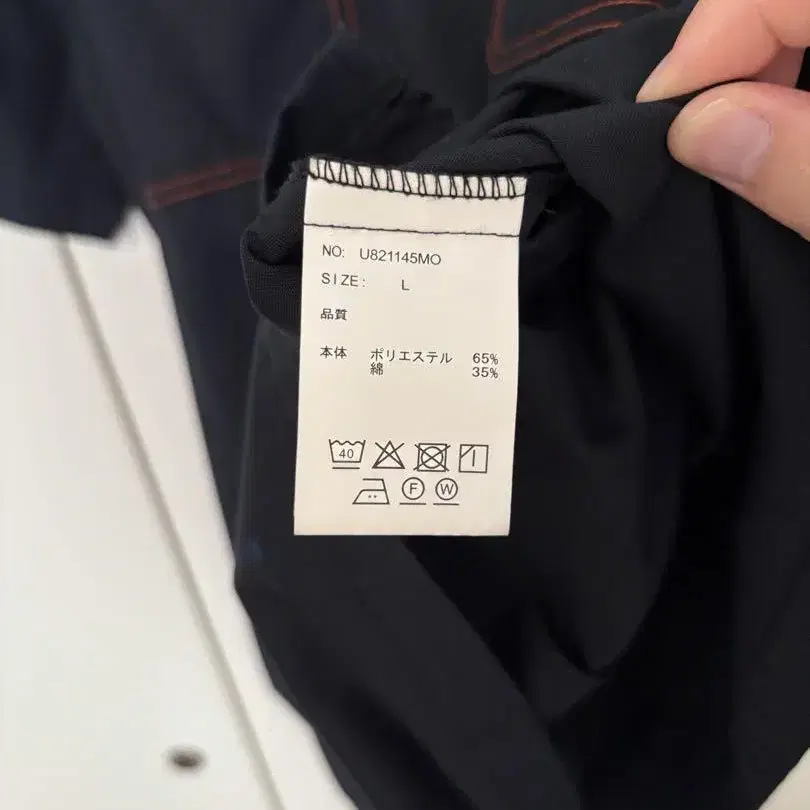 NO: U821145MO
SIZE: L
品質
本体 ポリエステル 65%
綿 35%
40
F W